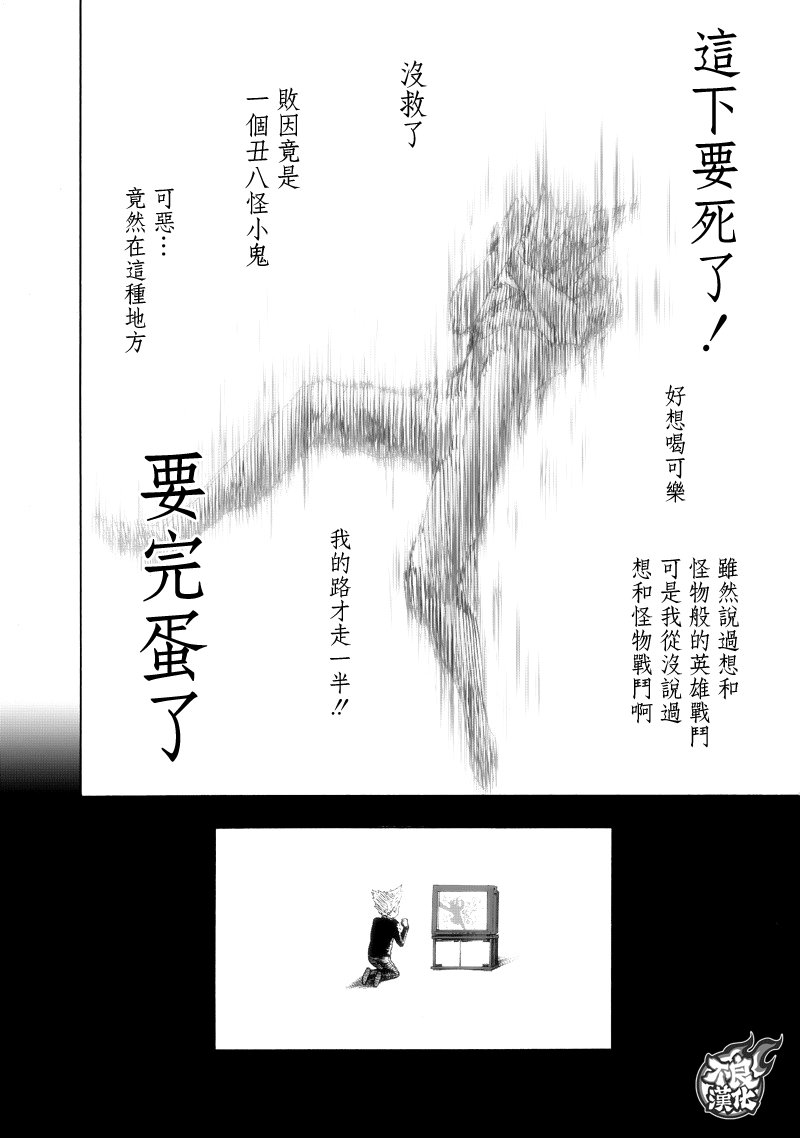 這下要死了！
好想喝可樂
雖然說過想和
怪物般的英雄戰鬥
可是我從沒說過
想和怪物戰鬥啊
沒救了
敗因竟是
一個丑八怪小鬼
我的路才走一半!!
可惡…
竟然在這種地方
要完蛋了
狼
漢化